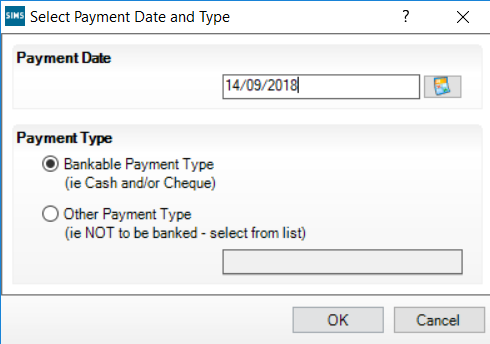 SIMS Select Payment Date and Type ?
Payment Date
14/09/2018
Payment Type
Bankable Payment Type
(ie Cash and/or Cheque)
Other Payment Type
(ie NOT to be banked - select from list)
OK Cancel